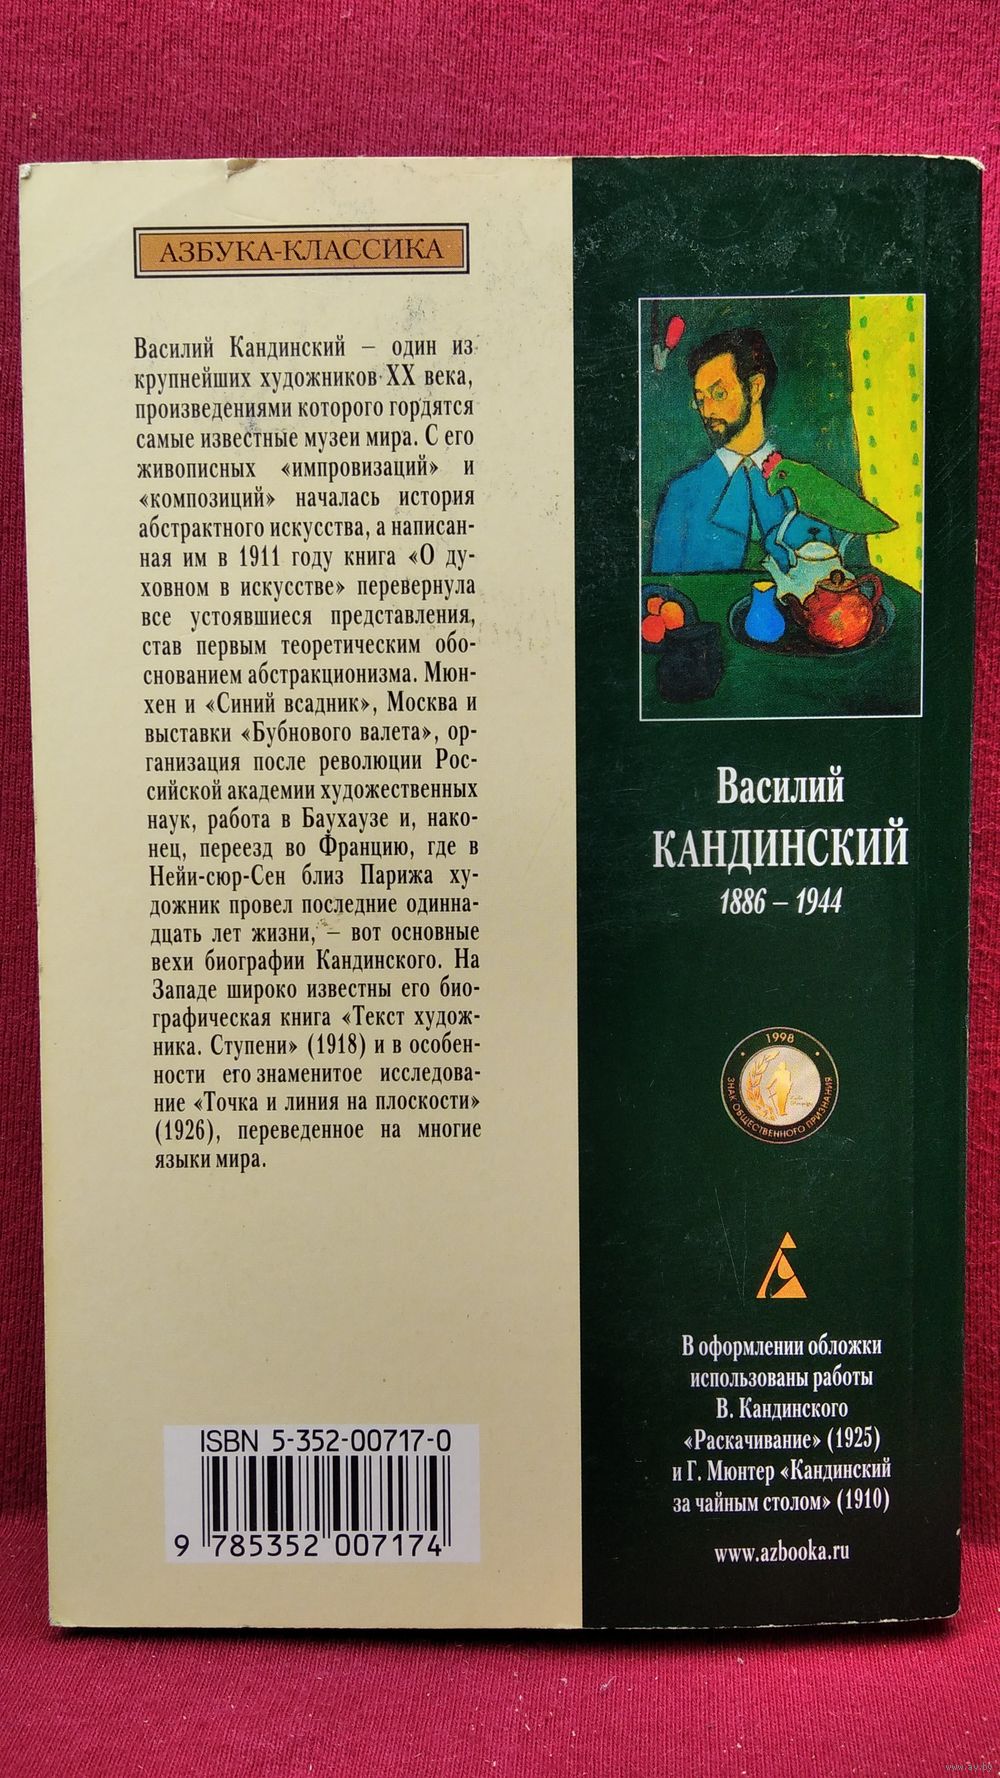 АЗБУКА-КЛАССИКА
Василий Кандинский – один из
крупнейших художников XX века,
произведениями которого гордятся
самые известные музеи мира. С его
живописных «импровизаций» и
«композиций» началась история
абстрактного искусства, а написан-
ная им в 1911 году книга «О ду-
ховном в искусстве» перевернула
все устоявшиеся представления,
став первым теоретическим обо-
снованием абстракционизма. Мюн-
хен и «Синий всадник», Москва и
выставки «Бубнового валета», ор-
ганизация после революции Рос-
сийской академии художественных
наук, работа в Баухаузе и, нако-
нец, переезд во Францию, где в
Нейи-сюр-Сен близ Парижа ху-
дожник провел последние одинна-
дцать лет жизни, – вот основные
вехи биографии Кандинского. На
Западе широко известны его био-
графическая книга «Текст худож-
ника. Ступени» (1918) и в особен-
ности его знаменитое исследова-
ние «Точка и линия на плоскости»
(1926), переведенное на многие
языки мира.
ISBN 5-352-00717-0
9 785352 007174
Василий
КАНДИНСКИЙ
1886 – 1944
1998
ЗНАК ОБЩЕСТВЕННОГО ПРИЗНАНИЯ
В оформлении обложки
использованы работы
В. Кандинского
«Раскачивание» (1925)
и Г. Мюнтер «Кандинский
за чайным столом» (1910)
www.azbooka.ru
www.ay.by